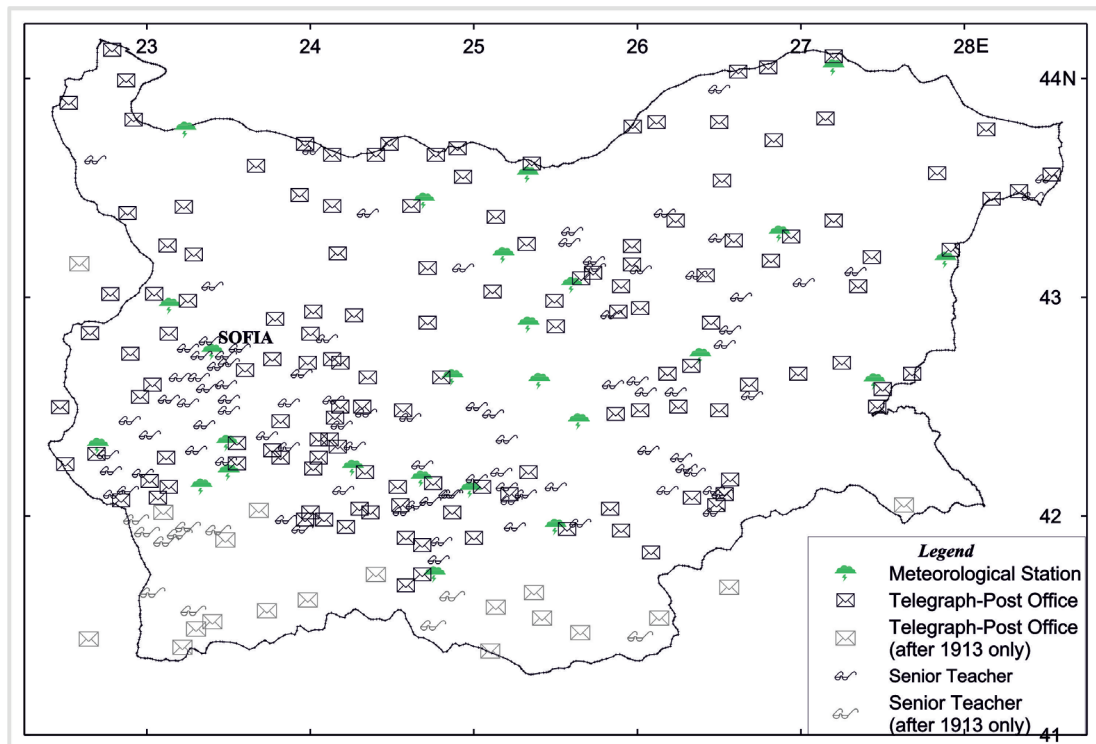 23 24 25 26 27 28E
44N
43
SOFIA
42
Legend
Meteorological Station
Telegraph-Post Office
Telegraph-Post Office
(after 1913 only)
Senior Teacher
Senior Teacher
(after 1913 only)
41